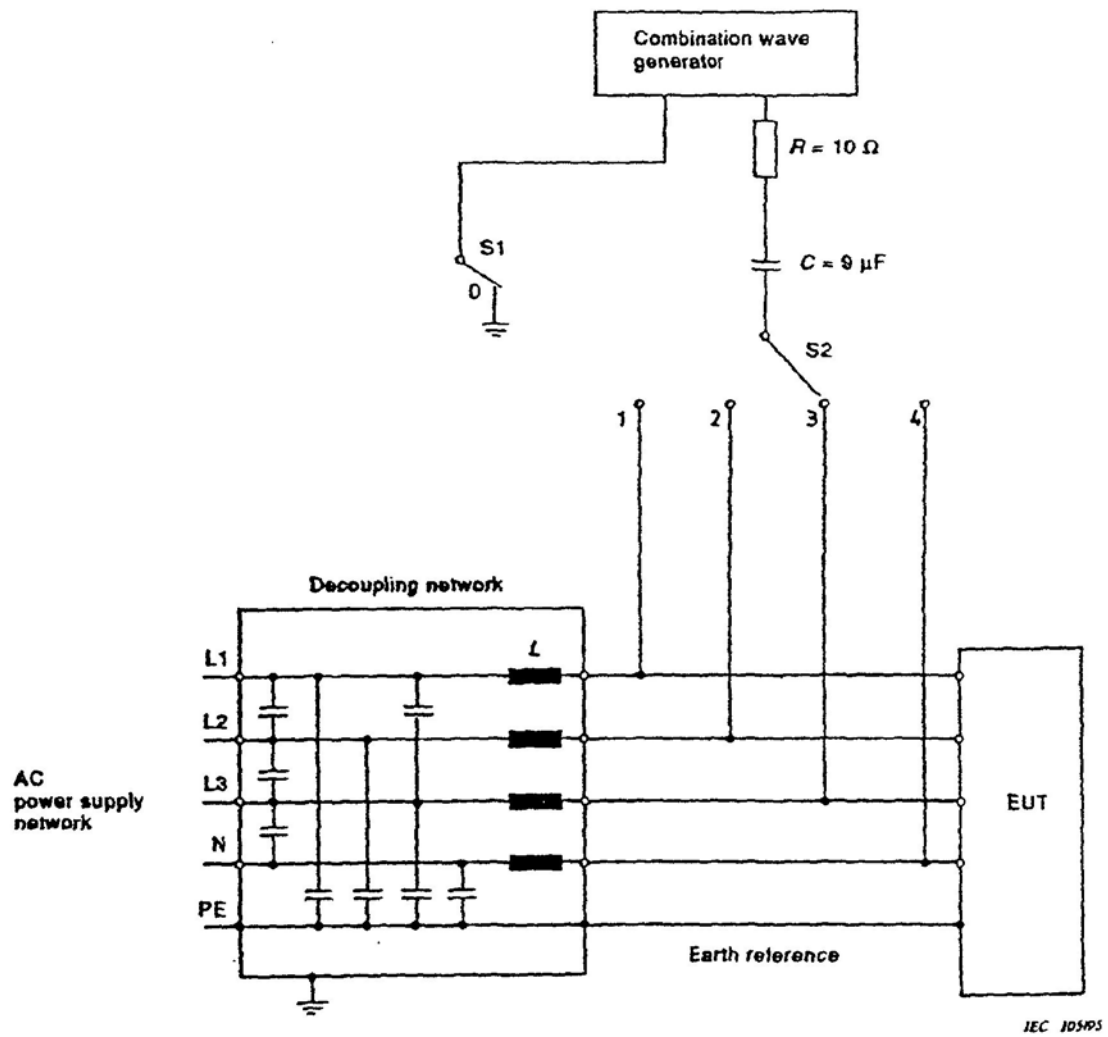 Combination wave
generator
R = 10 Ω
C = 9 µF
S1
0
S2
1
2
3
4
Decoupling network
L
L1
L2
L3
N
PE
AC
power supply
network
EUT
Earth reference
IEC 105/95